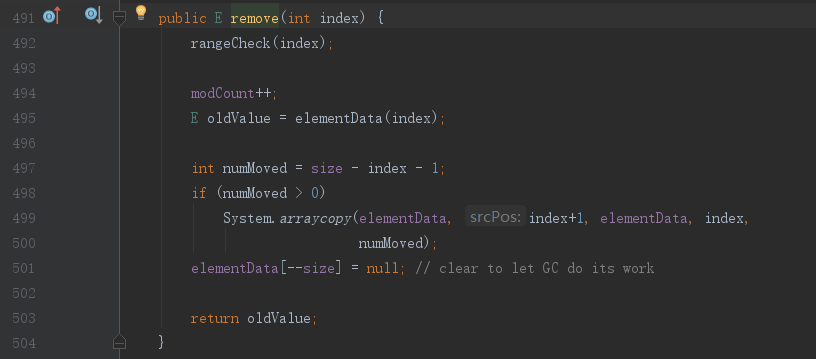 491 public E remove(int index) {
492 rangeCheck(index);
493
494 modCount++;
495 E oldValue = elementData(index);
496
497 int numMoved = size - index - 1;
498 if (numMoved > 0)
499 System.arraycopy(elementData, srcPos: index+1, elementData, index,
500 numMoved);
501 elementData[--size] = null; // clear to let GC do its work
502
503 return oldValue;
504 }